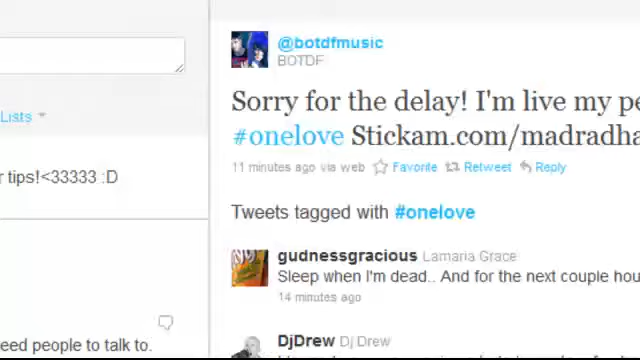 Lists
r tips!<33333 :D
eed people to talk to.
@botdfmusic
BOTDF
Sorry for the delay! I'm live my pe
#onelove Stickam.com/madradha
11 minutes ago via web Favorite Retweet Reply
Tweets tagged with #onelove
gudnessgracious Lamaria Grace
Sleep when I'm dead.. And for the next couple hou
14 minutes ago
DjDrew Dj Drew